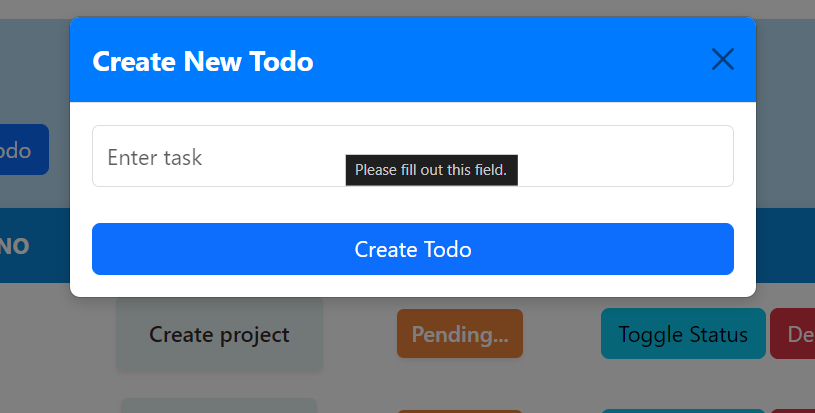 Create New Todo
Enter task
Please fill out this field.
odo
Create Todo
NO
Create project
Pending...
Toggle Status
De